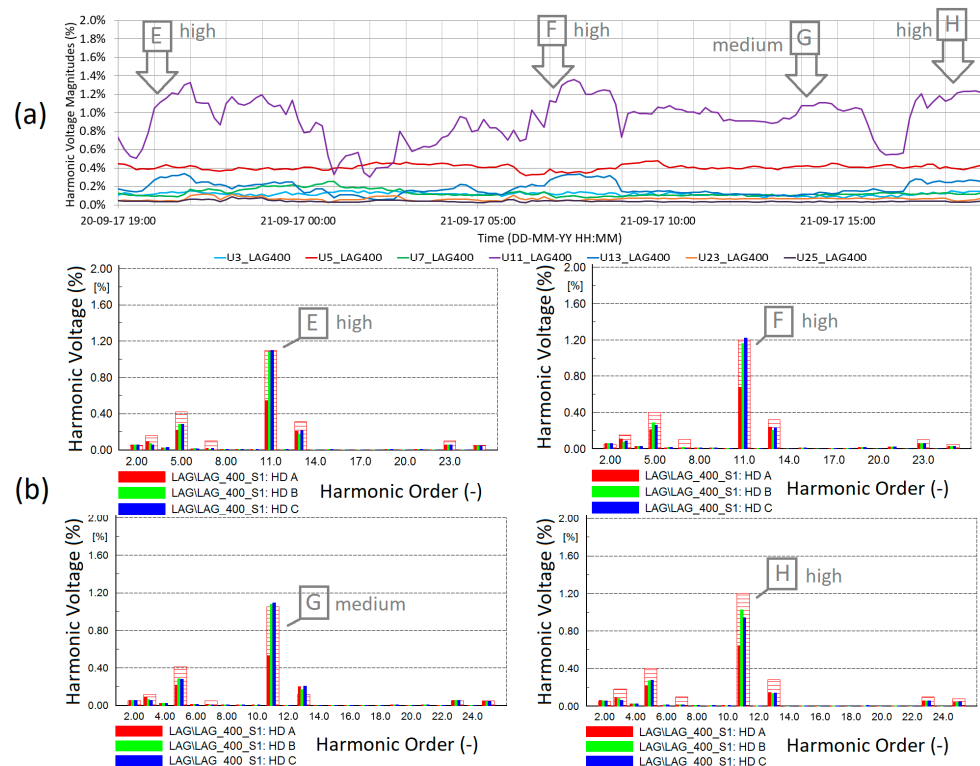 2.0%
1.8%
1.6%
1.4%
1.2%
1.0%
0.8%
0.6%
0.4%
0.2%
0.0%
Harmonic Voltage Magnitudes (%)
E high
F high
medium G
high H
(a)
20-09-17 19:00 21-09-17 00:00 21-09-17 05:00 21-09-17 10:00 21-09-17 15:00
Time (DD-MM-YY HH:MM)
U3_LAG400 U5_LAG400 U7_LAG400 U11_LAG400 U13_LAG400 U23_LAG400 U25_LAG400
(b)
Harmonic Voltage (%)
2.00
[%]
1.60
1.20
0.80
0.40
0.00
E high
2.00 5.00 8.00 11.0 14.0 17.0 20.0 23.0
LAG\LAG_400_S1: HD A
LAG\LAG_400_S1: HD B
LAG\LAG_400_S1: HD C
Harmonic Order (-)
Harmonic Voltage (%)
2.00
[%]
1.60
1.20
0.80
0.40
0.00
F high
2.00 5.00 8.00 11.0 14.0 17.0 20.0 23.0
LAG\LAG_400_S1: HD A
LAG\LAG_400_S1: HD B
LAG\LAG_400_S1: HD C
Harmonic Order (-)
Harmonic Voltage (%)
2.00
[%]
1.60
1.20
0.80
0.40
0.00
G medium
2.00 4.00 6.00 8.00 10.0 12.0 14.0 16.0 18.0 20.0 22.0 24.0
LAG\LAG_400_S1: HD A
LAG\LAG_400_S1: HD B
LAG\LAG_400_S1: HD C
Harmonic Order (-)
Harmonic Voltage (%)
2.00
[%]
1.60
1.20
0.80
0.40
0.00
H high
2.00 4.00 6.00 8.00 10.0 12.0 14.0 16.0 18.0 20.0 22.0 24.0
LAG\LAG_400_S1: HD A
LAG\LAG_400_S1: HD B
LAG\LAG_400_S1: HD C
Harmonic Order (-)